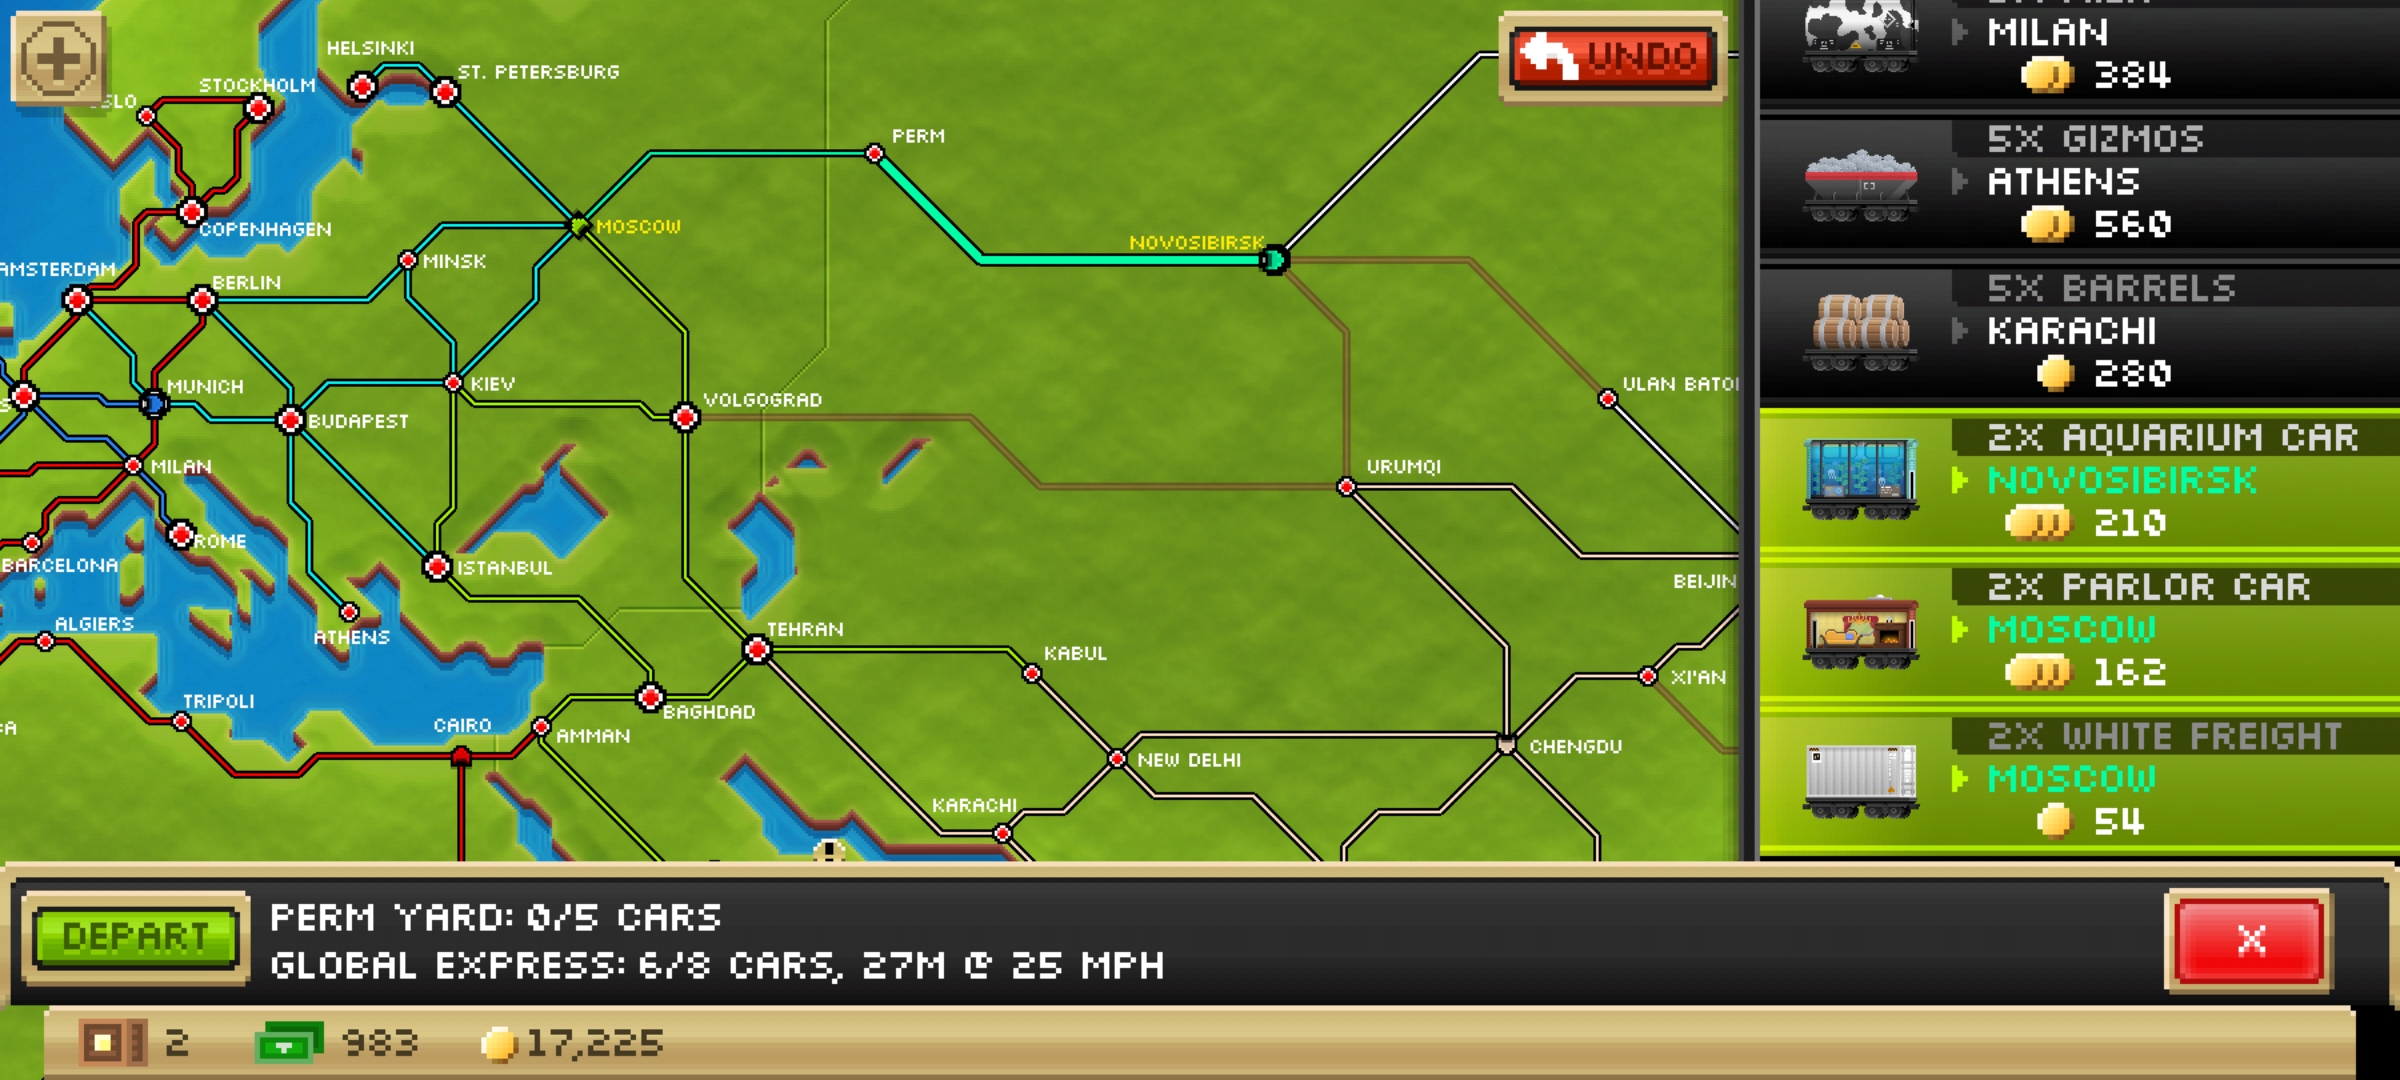 HELSINKI
ST. PETERSBURG
STOCKHOLM
UNDO
PERM
MOSCOW
COPENHAGEN
NOVOSIBIRSK
MINSK
AMSTERDAM
BERLIN
MUNICH
KIEV
ULAN BATO
BUDAPEST
VOLGOGRAD
MILAN
URUMQI
ROME
BARCELONA
ISTANBUL
BEIJIN
ALGIERS
ATHENS
TEHRAN
KABUL
XI'AN
TRIPOLI
CAIRO
BAGHDAD
AMMAN
CHENGDU
NEW DELHI
KARACHI
MILAN
384
5X GIZMOS
ATHENS
560
5X BARRELS
KARACHI
280
2X AQUARIUM CAR
NOVOSIBIRSK
210
2X PARLOR CAR
MOSCOW
162
2X WHITE FREIGHT
MOSCOW
54
DEPART
PERM YARD: 0/5 CARS
GLOBAL EXPRESS: 6/8 CARS, 27M @ 25 MPH
X
2 983 17,225